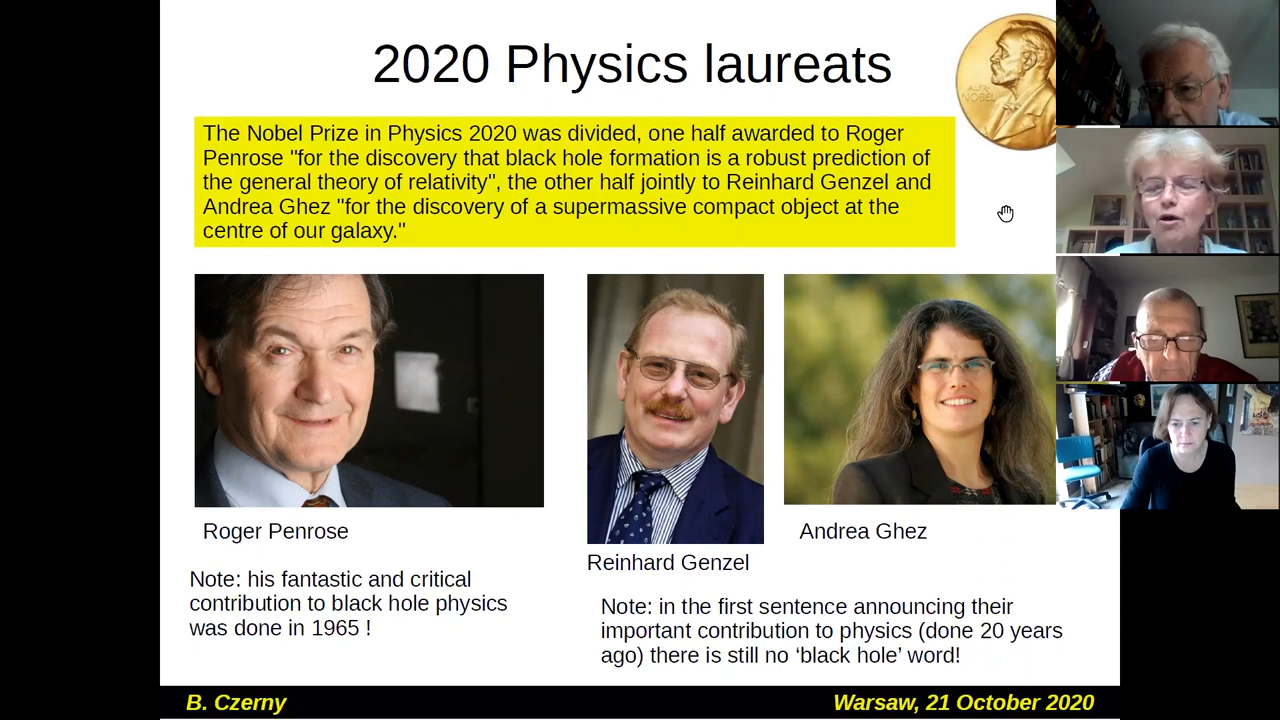 2020 Physics laureats
The Nobel Prize in Physics 2020 was divided, one half awarded to Roger
Penrose "for the discovery that black hole formation is a robust prediction of
the general theory of relativity", the other half jointly to Reinhard Genzel and
Andrea Ghez "for the discovery of a supermassive compact object at the
centre of our galaxy."
Roger Penrose
Reinhard Genzel
Andrea Ghez
Note: his fantastic and critical
contribution to black hole physics
was done in 1965 !
Note: in the first sentence announcing their
important contribution to physics (done 20 years
ago) there is still no ‘black hole’ word!
B. Czerny
Warsaw, 21 October 2020